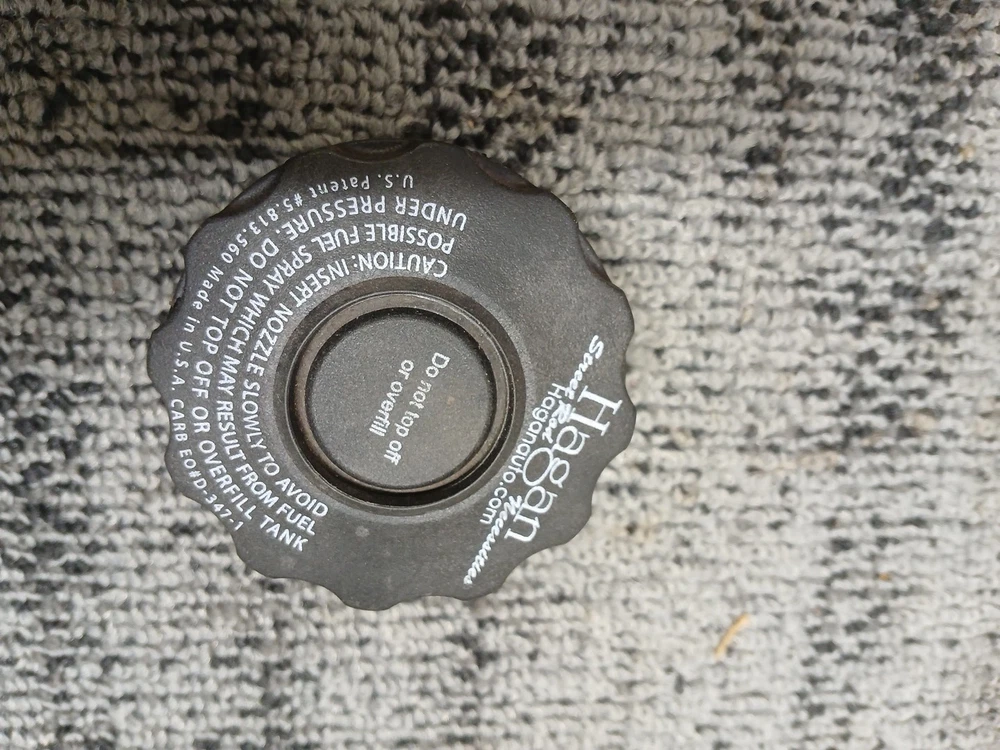 Street Rod Necessities
Hagan
Haganauto.com
Do not top off
or overfill
CAUTION: INSERT NOZZLE SLOWLY TO AVOID
POSSIBLE FUEL SPRAY WHICH MAY RESULT FROM FUEL
UNDER PRESSURE. DO NOT TOP OFF OR OVERFILL TANK
U.S. Patent #5.813.560 Made in U.S.A. CARB EO#D-347-1